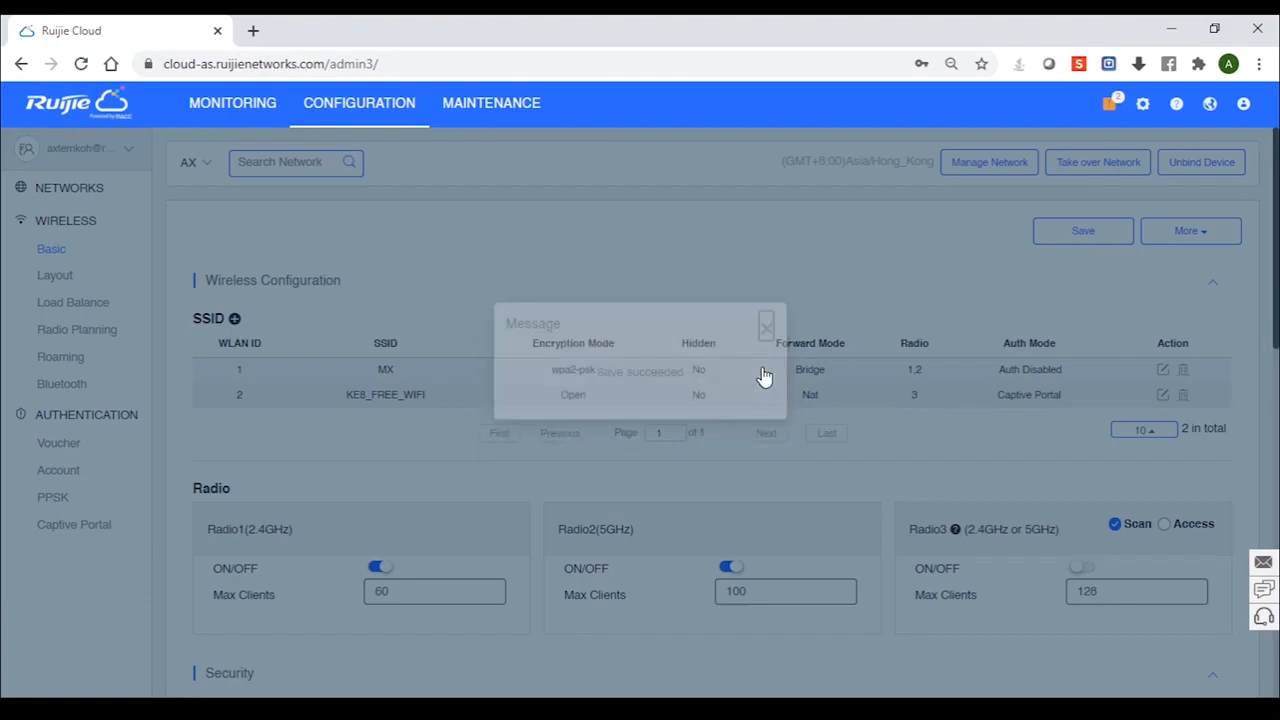 Ruijie Cloud
cloud-as.ruijienetworks.com/admin3/
A
Ruijie
Powered by MACC
MONITORING
CONFIGURATION
MAINTENANCE
2
axtemkoh@r...
AX
Search Network
(GMT+8:00)Asia/Hong_Kong
Manage Network
Take over Network
Unbind Device
NETWORKS
WIRELESS
Basic
Layout
Load Balance
Radio Planning
Roaming
Bluetooth
AUTHENTICATION
Voucher
Account
PPSK
Captive Portal
Save
More
Wireless Configuration
SSID
Message
Save succeeded
WLAN ID SSID Encryption Mode Hidden Forward Mode Radio Auth Mode Action
1 MX wpa2-psk No Bridge 1,2 Auth Disabled
2 KE8_FREE_WIFI Open No Nat 3 Captive Portal
First Previous Page 1 of 1 Next Last 10 2 in total
Radio
Radio1(2.4GHz)
ON/OFF
Max Clients 60
Radio2(5GHz)
ON/OFF
Max Clients 100
Radio3 (2.4GHz or 5GHz) Scan Access
ON/OFF
Max Clients 128
Security